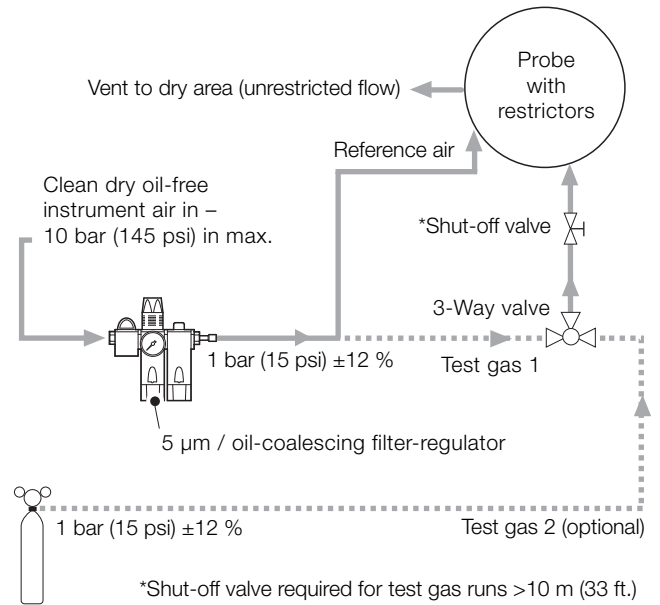 Probe
with
restrictors
Vent to dry area (unrestricted flow)
Reference air
Clean dry oil-free
instrument air in –
10 bar (145 psi) in max.
*Shut-off valve
3-Way valve
1 bar (15 psi) ±12 %
Test gas 1
5 µm / oil-coalescing filter-regulator
1 bar (15 psi) ±12 %
Test gas 2 (optional)
*Shut-off valve required for test gas runs >10 m (33 ft.)